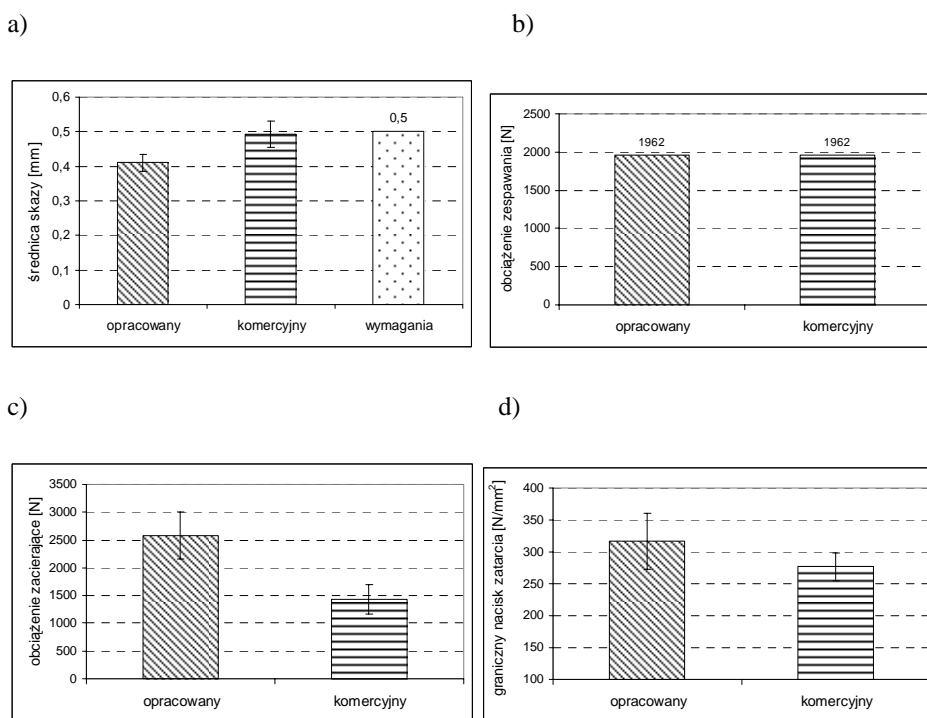 a)
b)
0,6
0,5
0,4
0,3
0,2
0,1
0
średnica skazy [mm]
0,5
opracowany komercyjny wymagania
2500
2000
1500
1000
500
0
obciążenie zespawania [N]
1962 1962
opracowany komercyjny
c)
d)
3500
3000
2500
2000
1500
1000
500
0
obciążenie zacierające [N]
opracowany komercyjny
400
350
300
250
200
150
100
graniczny nacisk zatarcia [N/mm²]
opracowany komercyjny